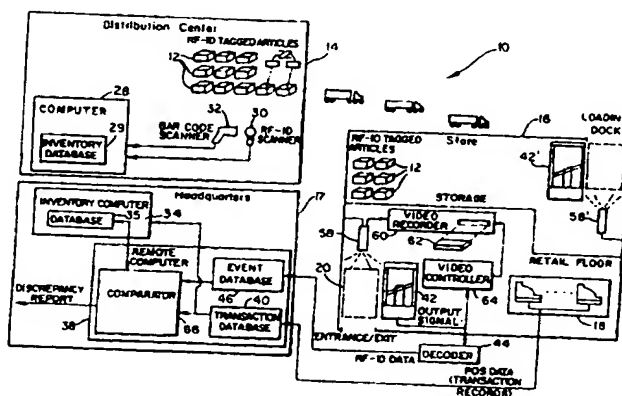 Distribution Center
RF-ID TAGGED ARTICLES
12
22
14
10
COMPUTER
28
29
INVENTORY
DATABASE
32
BAR CODE
SCANNER
30
RF-ID
SCANNER
16
LOADING
DOCK
RF-ID TAGGED
ARTICLES
Store
42'
12
STORAGE
58
Headquarters
17
INVENTORY COMPUTER
DATABASE
35
34
58
VIDEO
RECORDER
60
62
REMOTE
COMPUTER
EVENT
DATABASE
20
VIDEO
CONTROLLER
64
RETAIL FLOOR
DISCREPANCY
REPORT
COMPARATOR
46
40
42
OUTPUT
SIGNAL
18
38
66
TRANSACTION
DATABASE
ENTRANCE/EXIT
DECODER
44
RF-ID DATA
POS DATA
(TRANSACTION
RECORDS)